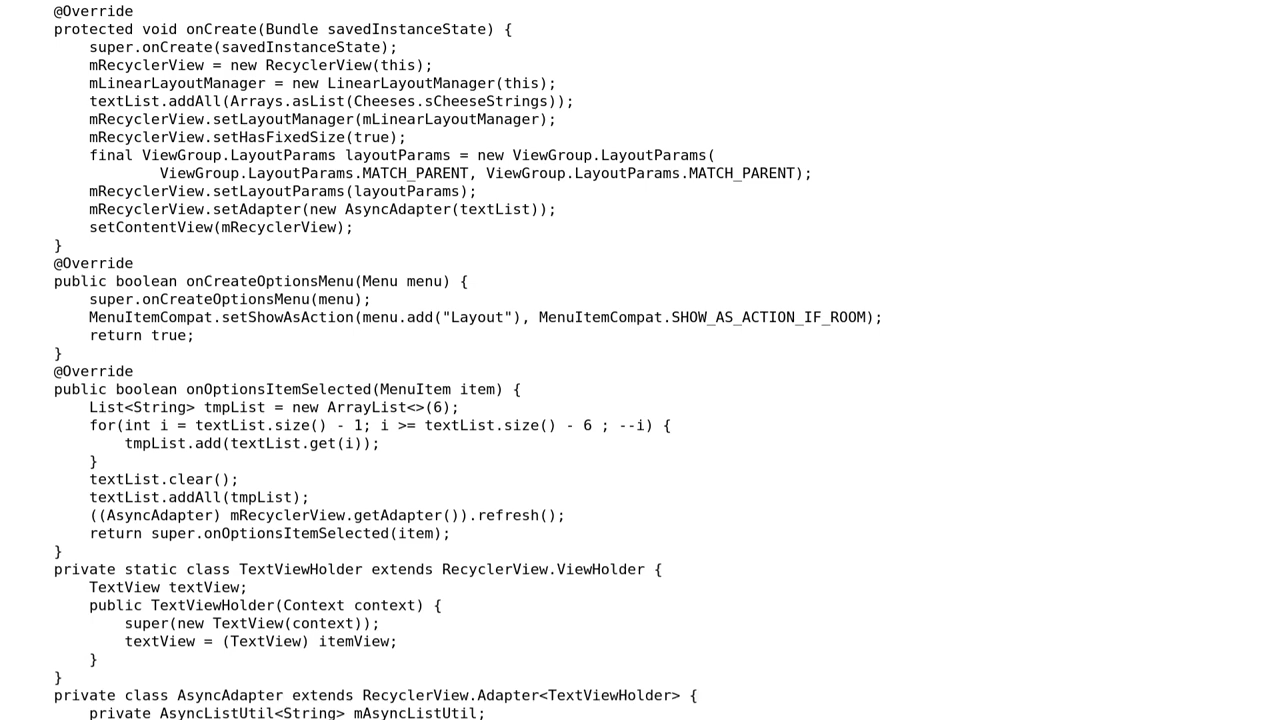 @Override
protected void onCreate(Bundle savedInstanceState) {
    super.onCreate(savedInstanceState);
    mRecyclerView = new RecyclerView(this);
    mLinearLayoutManager = new LinearLayoutManager(this);
    textList.addAll(Arrays.asList(Cheeses.sCheeseStrings));
    mRecyclerView.setLayoutManager(mLinearLayoutManager);
    mRecyclerView.setHasFixedSize(true);
    final ViewGroup.LayoutParams layoutParams = new ViewGroup.LayoutParams(
            ViewGroup.LayoutParams.MATCH_PARENT, ViewGroup.LayoutParams.MATCH_PARENT);
    mRecyclerView.setLayoutParams(layoutParams);
    mRecyclerView.setAdapter(new AsyncAdapter(textList));
    setContentView(mRecyclerView);
}
@Override
public boolean onCreateOptionsMenu(Menu menu) {
    super.onCreateOptionsMenu(menu);
    MenuItemCompat.setShowAsAction(menu.add("Layout"), MenuItemCompat.SHOW_AS_ACTION_IF_ROOM);
    return true;
}
@Override
public boolean onOptionsItemSelected(MenuItem item) {
    List<String> tmpList = new ArrayList<>(6);
    for(int i = textList.size() - 1; i >= textList.size() - 6 ; --i) {
        tmpList.add(textList.get(i));
    }
    textList.clear();
    textList.addAll(tmpList);
    ((AsyncAdapter) mRecyclerView.getAdapter()).refresh();
    return super.onOptionsItemSelected(item);
}
private static class TextViewHolder extends RecyclerView.ViewHolder {
    TextView textView;
    public TextViewHolder(Context context) {
        super(new TextView(context));
        textView = (TextView) itemView;
    }
}
private class AsyncAdapter extends RecyclerView.Adapter<TextViewHolder> {
    private AsyncListUtil<String> mAsyncListUtil;